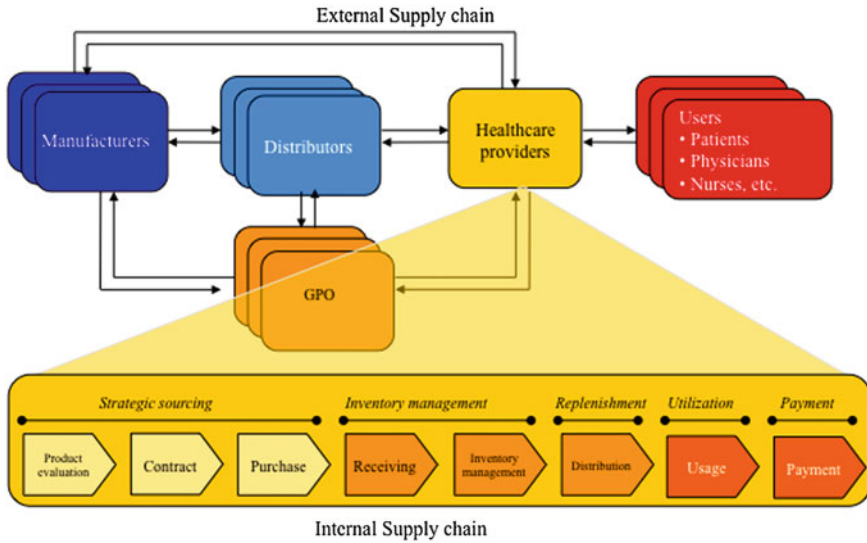 External Supply chain
Manufacturers
Distributors
Healthcare
providers
Users
• Patients
• Physicians
• Nurses, etc.
GPO
Strategic sourcing
Inventory management
Replenishment
Utilization
Payment
Product
evaluation
Contract
Purchase
Receiving
Inventory
management
Distribution
Usage
Payment
Internal Supply chain